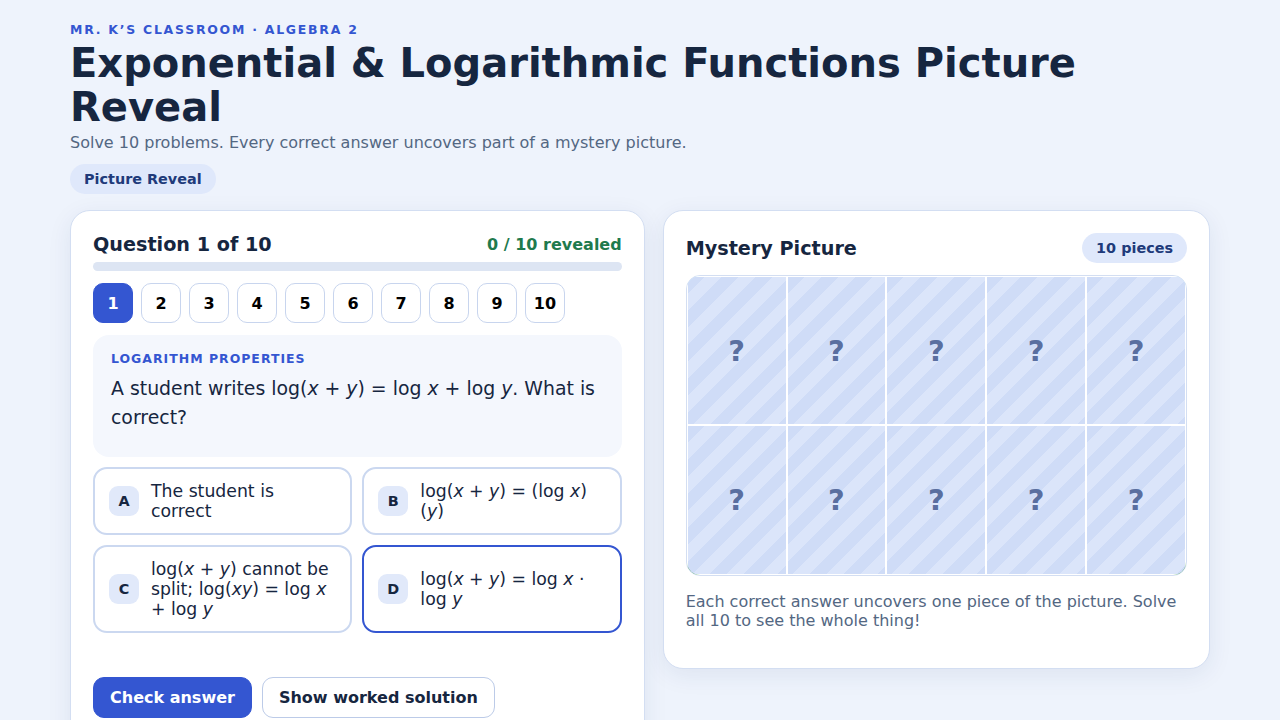 MR. K’S CLASSROOM · ALGEBRA 2
Exponential & Logarithmic Functions Picture
Reveal
Solve 10 problems. Every correct answer uncovers part of a mystery picture.
Picture Reveal
Question 1 of 10
0 / 10 revealed
1 2 3 4 5 6 7 8 9 10
LOGARITHM PROPERTIES
A student writes log(x + y) = log x + log y. What is
correct?
A
The student is
correct
B
log(x + y) = (log x)
(y)
C
log(x + y) cannot be
split; log(xy) = log x
+ log y
D
log(x + y) = log x ·
log y
Check answer
Show worked solution
Mystery Picture
10 pieces
? ? ? ? ?
? ? ? ? ?
Each correct answer uncovers one piece of the picture. Solve
all 10 to see the whole thing!